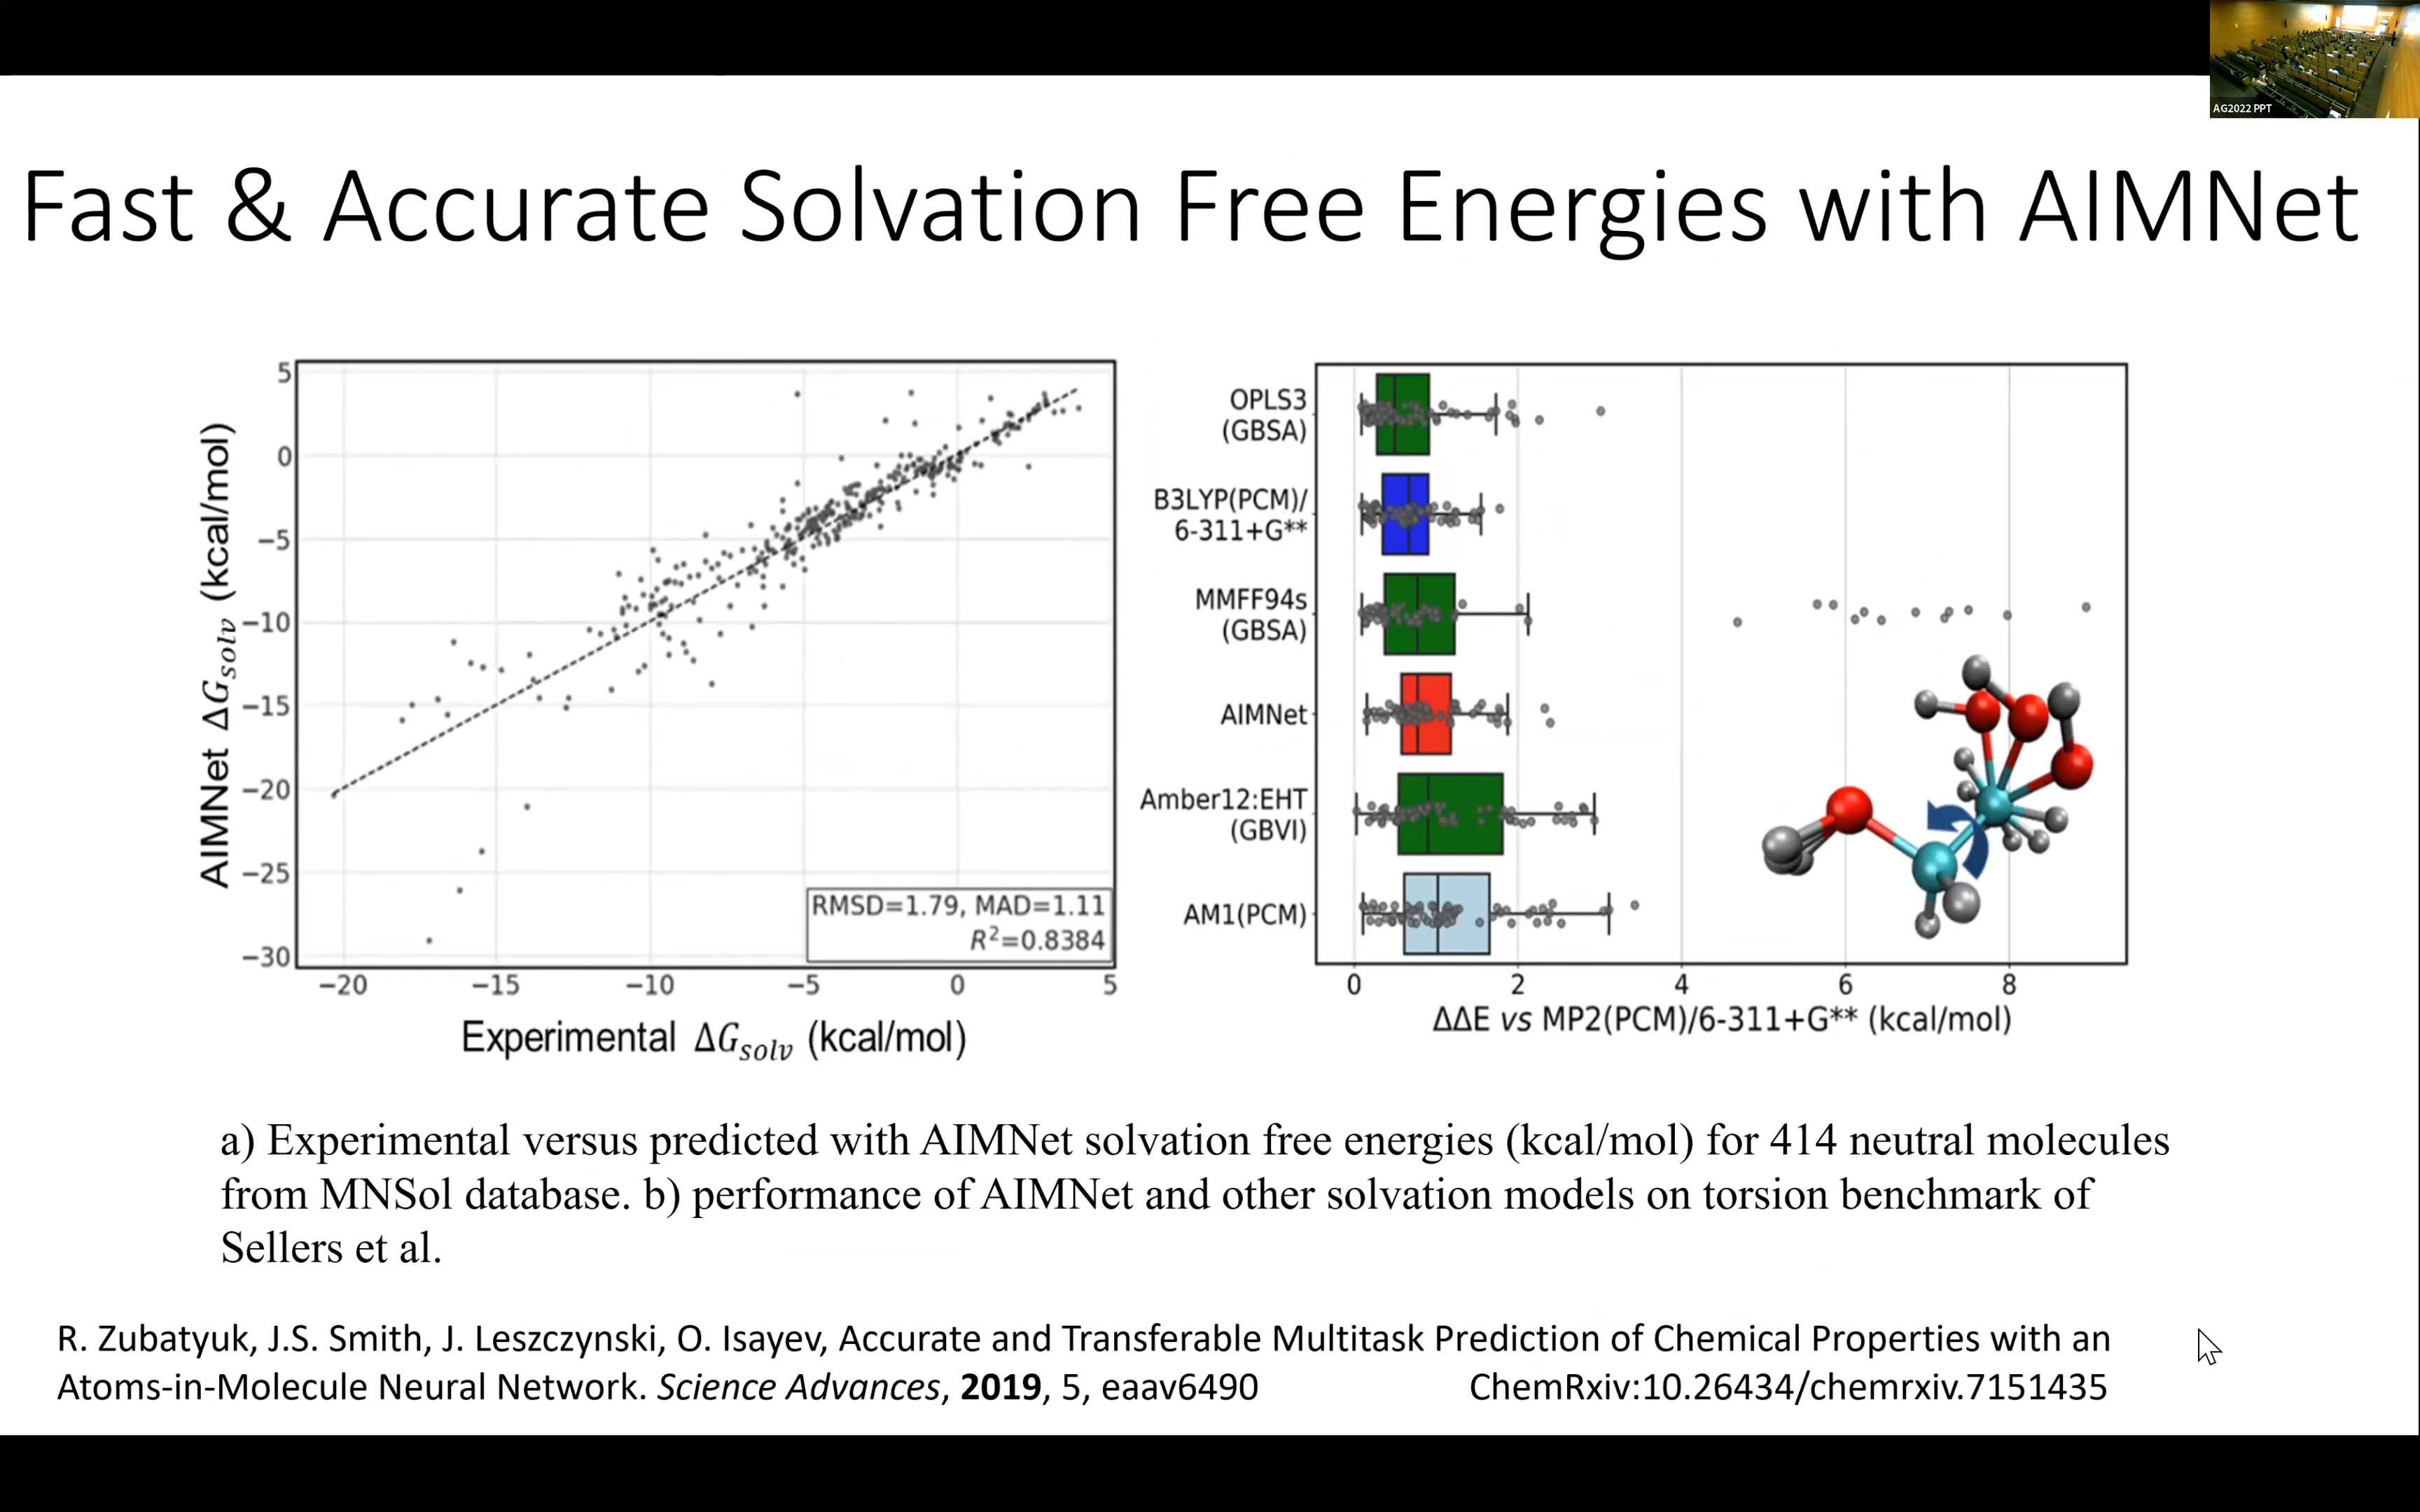 AG2022 PPT
Fast & Accurate Solvation Free Energies with AIMNet
AIMNet ΔG_solv (kcal/mol)
5
0
−5
−10
−15
−20
−25
−30
RMSD=1.79, MAD=1.11
R²=0.8384
−20
−15
−10
−5
0
5
Experimental ΔG_solv (kcal/mol)
OPLS3
(GBSA)
B3LYP(PCM)/
6-311+G**
MMFF94s
(GBSA)
AIMNet
Amber12:EHT
(GBVI)
AM1(PCM)
0
2
4
6
8
ΔΔE vs MP2(PCM)/6-311+G** (kcal/mol)
a) Experimental versus predicted with AIMNet solvation free energies (kcal/mol) for 414 neutral molecules
from MNSol database. b) performance of AIMNet and other solvation models on torsion benchmark of
Sellers et al.
R. Zubatyuk, J.S. Smith, J. Leszczynski, O. Isayev, Accurate and Transferable Multitask Prediction of Chemical Properties with an
Atoms-in-Molecule Neural Network. Science Advances, 2019, 5, eaav6490
ChemRxiv:10.26434/chemrxiv.7151435